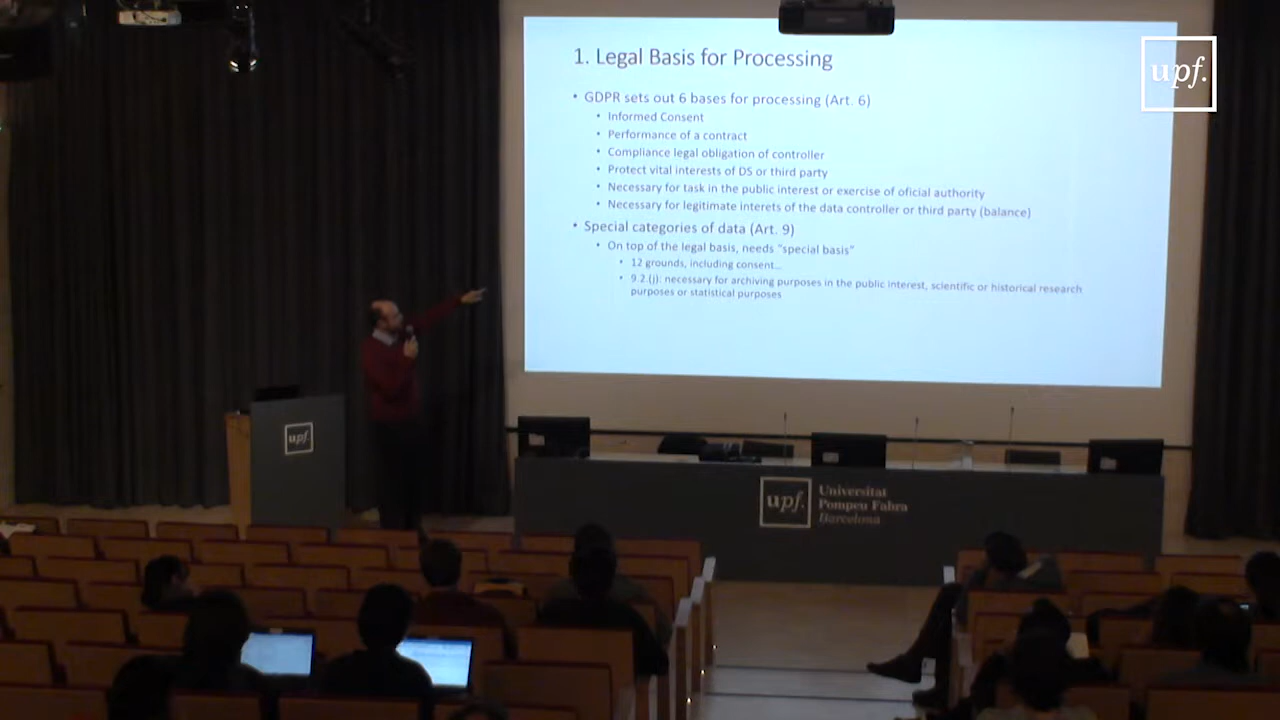 1. Legal Basis for Processing
• GDPR sets out 6 bases for processing (Art. 6)
• Informed Consent
• Performance of a contract
• Compliance legal obligation of controller
• Protect vital interests of DS or third party
• Necessary for task in the public interest or exercise of oficial authority
• Necessary for legitimate interets of the data controller or third party (balance)
• Special categories of data (Art. 9)
• On top of the legal basis, needs "special basis"
• 12 grounds, including consent...
• 9.2.(j): necessary for archiving purposes in the public interest, scientific or historical research
purposes or statistical purposes
upf.
upf.
upf.
Universitat
Pompeu Fabra
Barcelona